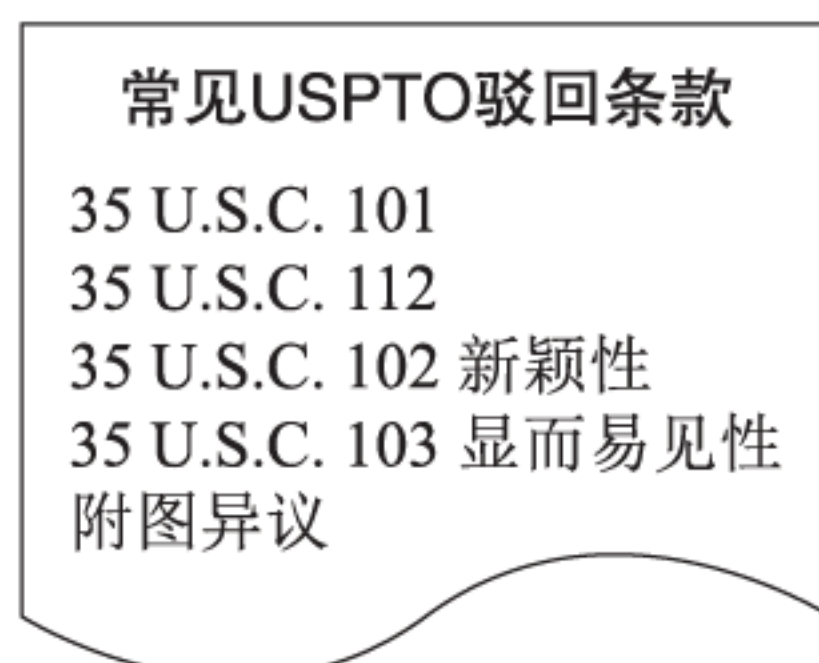 常见USPTO驳回条款
35 U.S.C. 101
35 U.S.C. 112
35 U.S.C. 102 新颖性
35 U.S.C. 103 显而易见性
附图异议